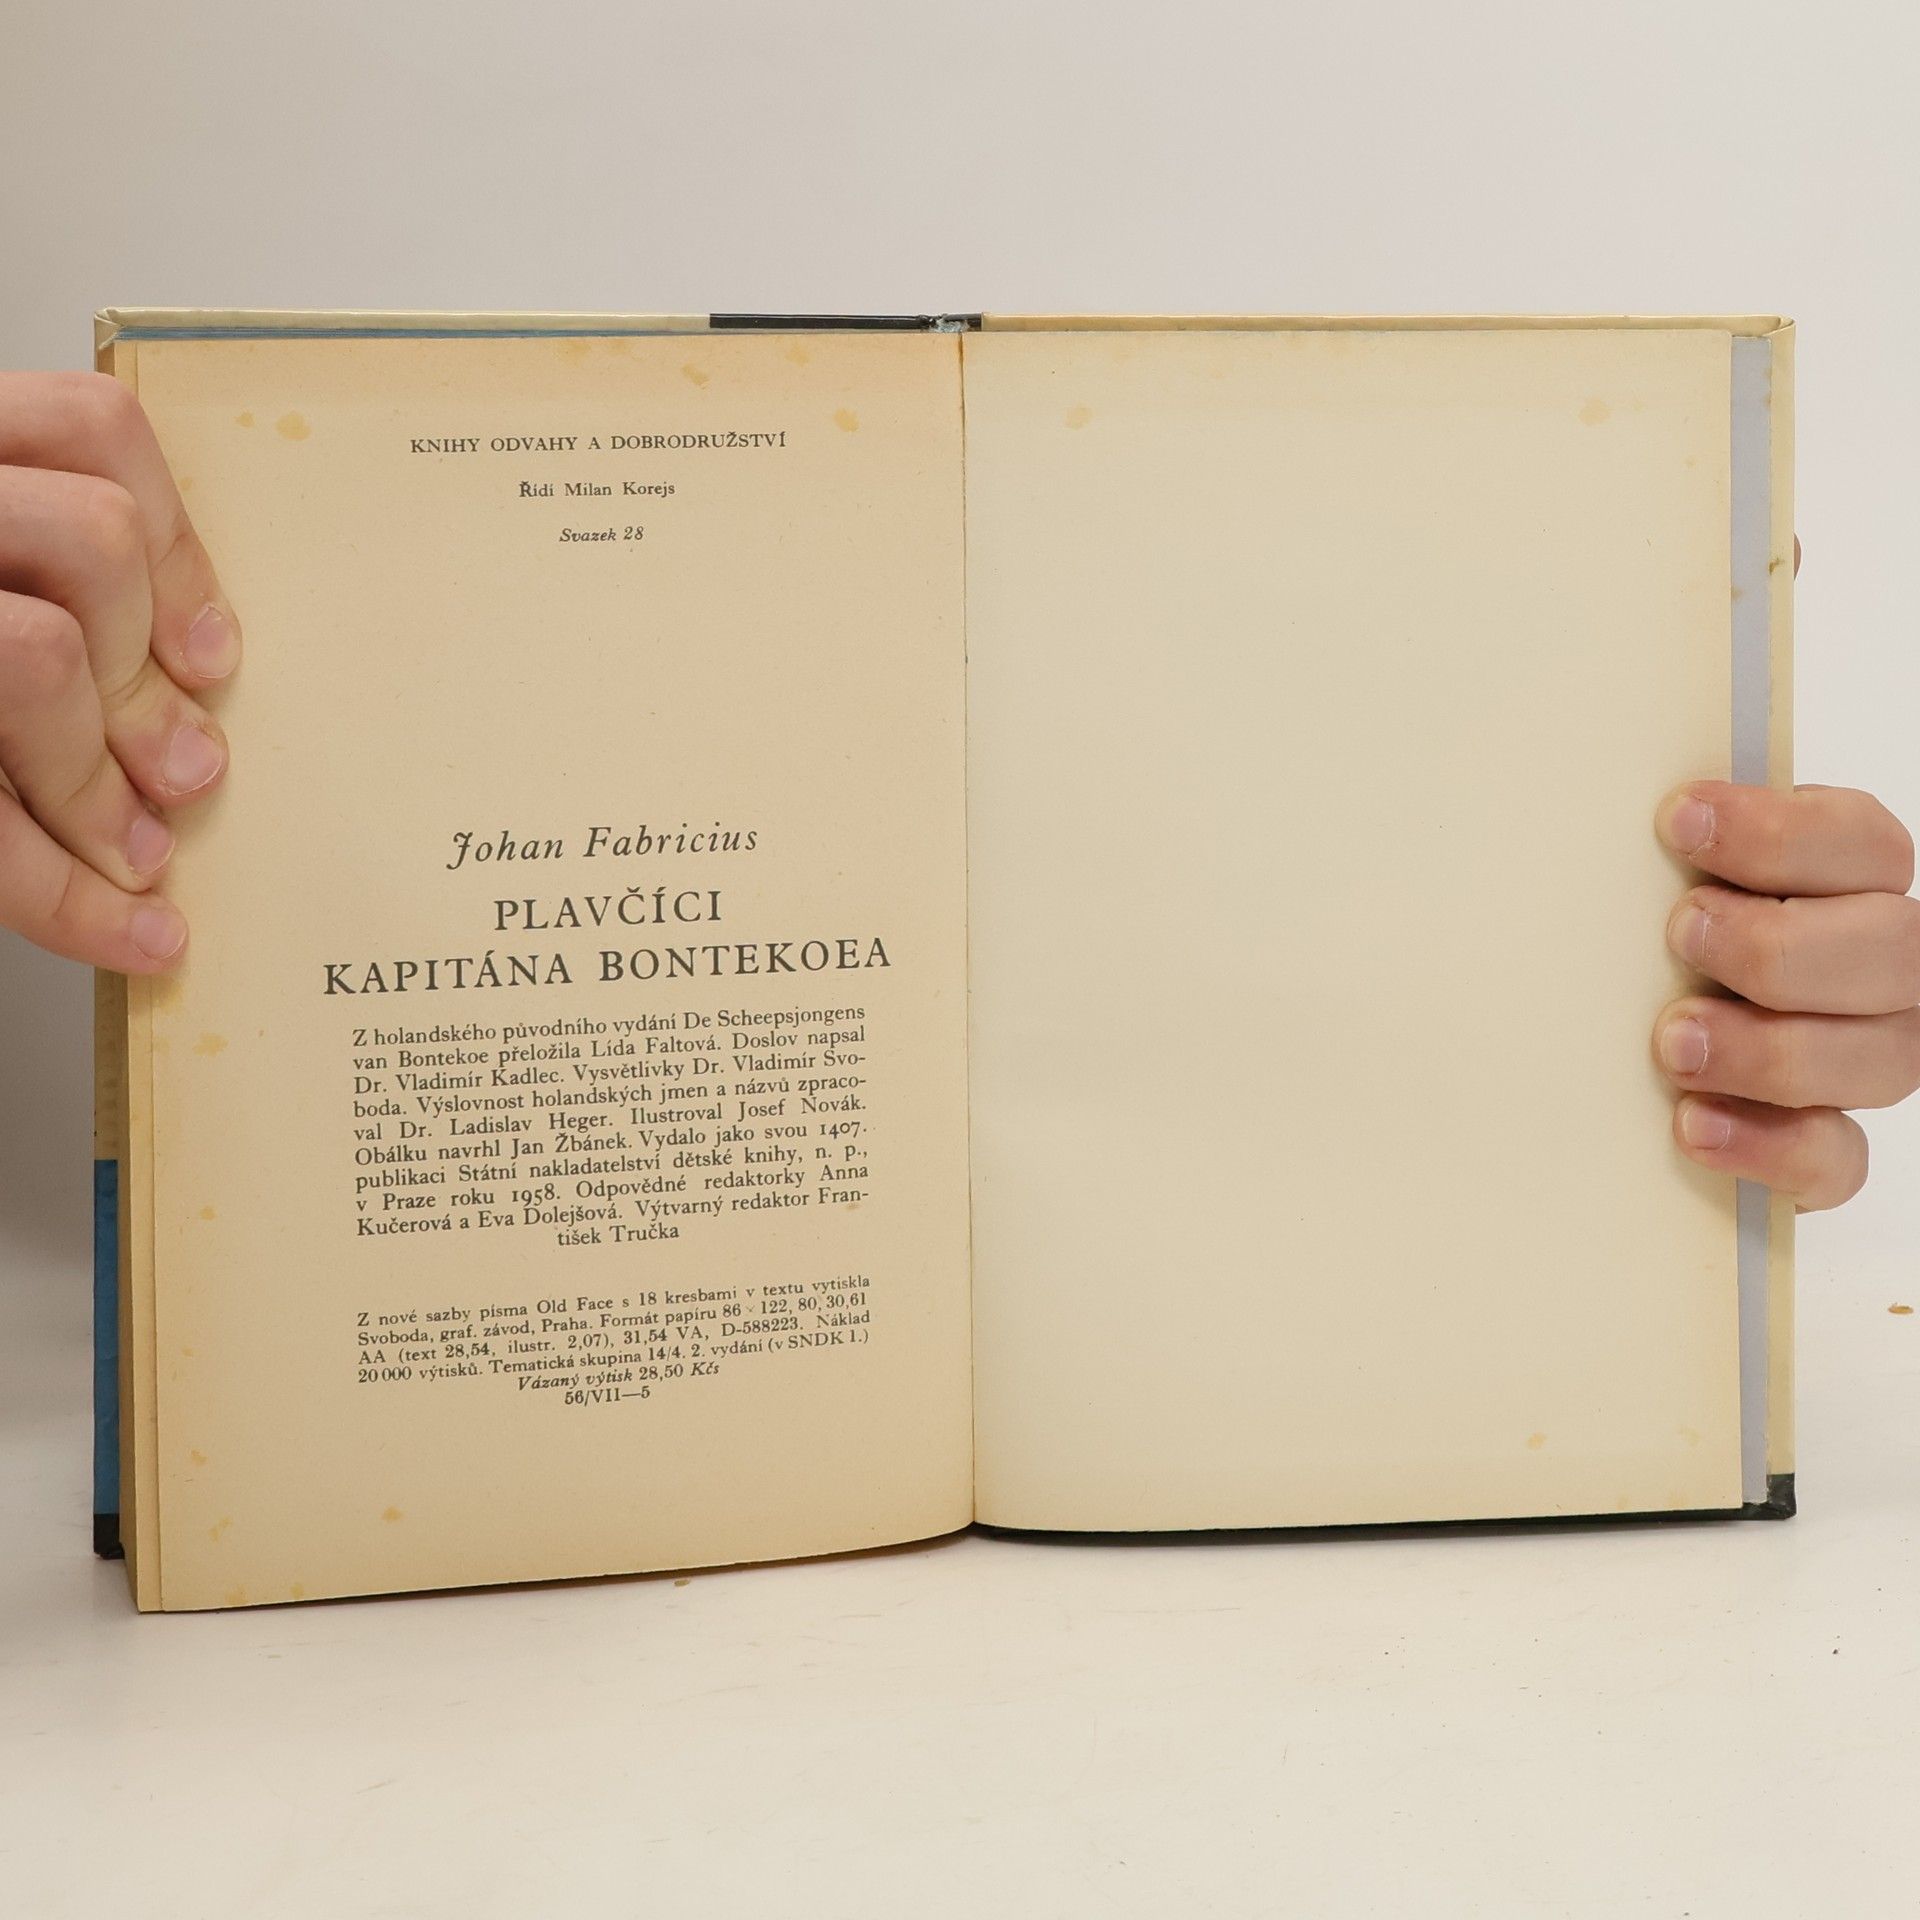 KNIHY ODVAHY A DOBRODRUŽSTVÍ
Řídí Milan Korejs
Svazek 28
Johan Fabricius
PLAVČÍCI
KAPITÁNA BONTEKOEA
Z holandského původního vydání De Scheepsjongens
van Bontekoe přeložila Lída Faltová. Doslov napsal
Dr. Vladimír Kadlec. Vysvětlivky Dr. Vladimír Svo-
boda. Výslovnost holandských jmen a názvů zpraco-
val Dr. Ladislav Heger. Ilustroval Josef Novák.
Obálku navrhl Jan Žbánek. Vydalo jako svou 1407.
publikaci Státní nakladatelství dětské knihy, n. p.,
v Praze roku 1958. Odpovědné redaktorky Anna
Kučerová a Eva Dolejšová. Výtvarný redaktor Fran-
tišek Tručka
Z nové sazby písma Old Face s 18 kresbami v textu vytiskla
Svoboda, graf. závod, Praha. Formát papíru 86 × 122, 80, 30,61
AA (text 28,54, ilustr. 2,07), 31,54 VA, D-588223. Náklad
20 000 výtisků. Tematická skupina 14/4. 2. vydání (v SNDK 1.)
Vázaný výtisk 28,50 Kčs
56/VII—5